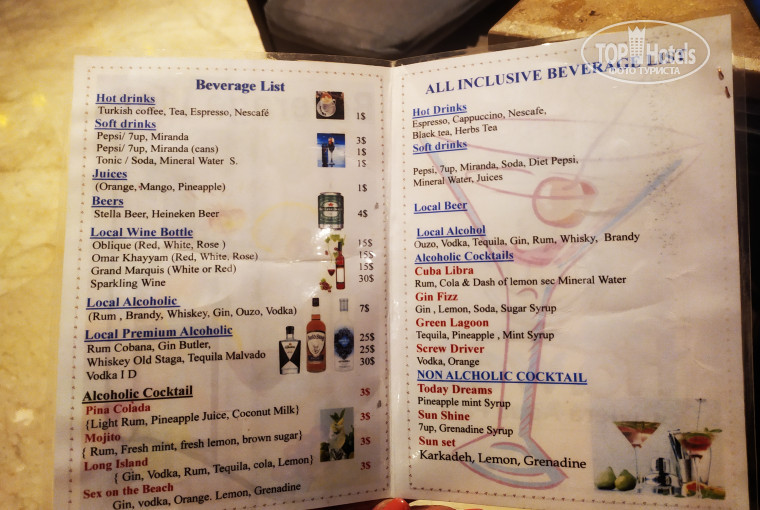 Beverage List
Hot drinks
Turkish coffee, Tea, Espresso, Nescafé 1$
Soft drinks
Pepsi/ 7up, Miranda 3$
Pepsi/ 7up, Miranda (cans) 1$
Tonic / Soda, Mineral Water S. 1$
Juices
(Orange, Mango, Pineapple) 1$
Beers
Stella Beer, Heineken Beer 4$
Local Wine Bottle
Oblique (Red, White, Rose ) 15$
Omar Khayyam (Red, White, Rose) 15$
Grand Marquis (White or Red) 15$
Sparkling Wine 30$
Local Alcoholic
(Rum , Brandy, Whiskey, Gin, Ouzo, Vodka) 7$
Local Premium Alcoholic
Rum Cobana, Gin Butler, 25$
Whiskey Old Staga, Tequila Malvado 25$
Vodka I D 30$
Alcoholic Cocktail 3$
Pina Colada
{Light Rum, Pineapple Juice, Coconut Milk} 3$
Mojito
{ Rum, Fresh mint, fresh lemon, brown sugar} 3$
Long Island
{ Gin, Vodka, Rum, Tequila, cola, Lemon} 3$
Sex on the Beach
Gin, vodka, Orange. Lemon, Grenadine
ALL INCLUSIVE BEVERAGE LIST
Hot Drinks
Espresso, Cappuccino, Nescafe,
Black tea, Herbs Tea
Soft drinks
Pepsi, 7up, Miranda, Soda, Diet Pepsi,
Mineral Water, Juices
Local Beer
Local Alcohol
Ouzo, Vodka, Tequila, Gin, Rum, Whisky, Brandy
Alcoholic Cocktails
Cuba Libra
Rum, Cola & Dash of lemon sec Mineral Water
Gin Fizz
Gin , Lemon, Soda, Sugar Syrup
Green Lagoon
Tequila, Pineapple , Mint Syrup
Screw Driver
Vodka, Orange
NON ALCHOLIC COCKTAIL
Today Dreams
Pineapple mint Syrup
Sun Shine
7up, Grenadine Syrup
Sun set
Karkadeh, Lemon, Grenadine
TOPHotels
ФОТО ТУРИСТА